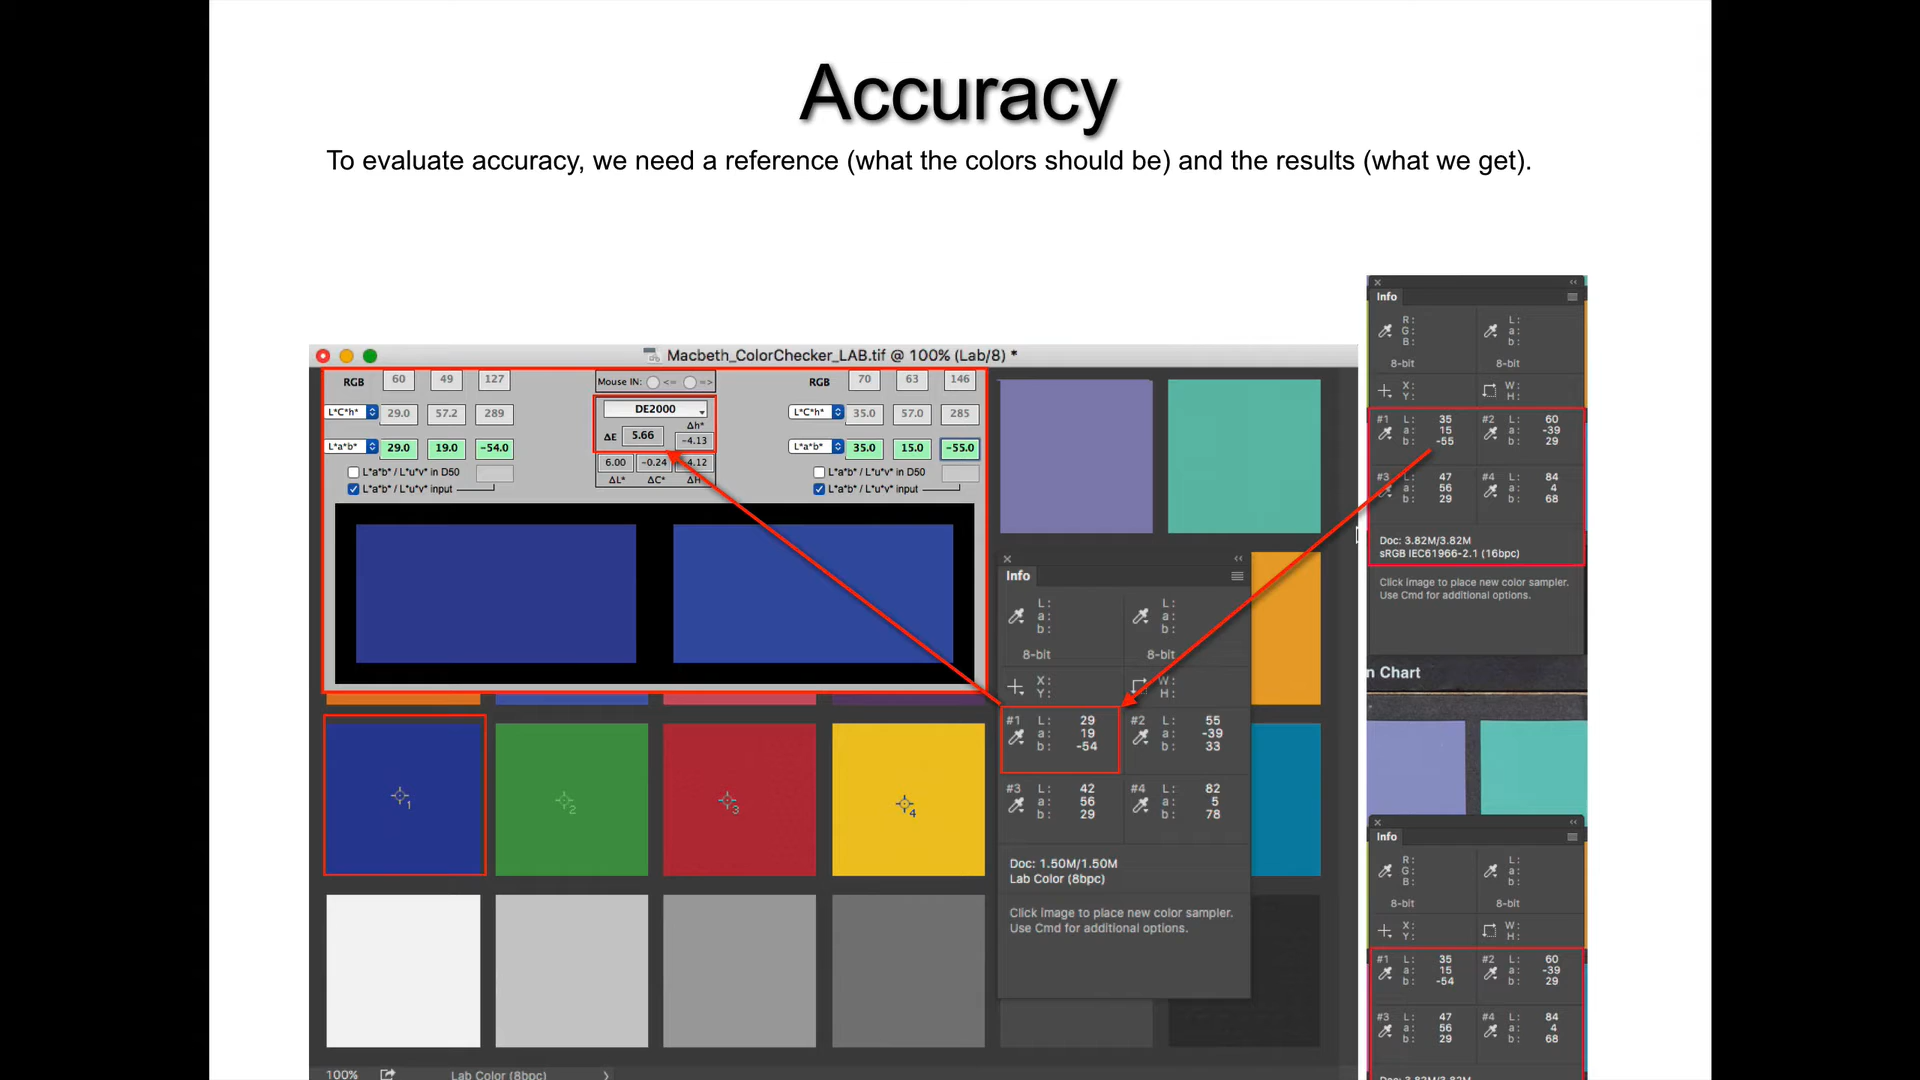 Accuracy
To evaluate accuracy, we need a reference (what the colors should be) and the results (what we get).
Macbeth_ColorChecker_LAB.tif @ 100% (Lab/8) *
RGB 60 49 127
L*C*h* 29.0 57.2 289
L*a*b* 29.0 19.0 -54.0
L*a*b* / L*u*v* in D50
L*a*b* / L*u*v* input
Mouse IN: <= =>
DE2000
Δh*
ΔE 5.66 -4.13
6.00 -0.24 -4.12
ΔL* ΔC* ΔH
RGB 70 63 146
L*C*h* 35.0 57.0 285
L*a*b* 35.0 15.0 -55.0
L*a*b* / L*u*v* in D50
L*a*b* / L*u*v* input
1
2
3
4
Info
L: L:
a: a:
b: b:
8-bit 8-bit
X: W:
Y: H:
#1 L: 29 #2 L: 55
a: 19 a: -39
b: -54 b: 33
#3 L: 42 #4 L: 82
a: 56 a: 5
b: 29 b: 78
Doc: 1.50M/1.50M
Lab Color (8bpc)
Click image to place new color sampler.
Use Cmd for additional options.
100% Lab Color (8bpc)
Info
R: L:
G: a:
B: b:
8-bit 8-bit
X: W:
Y: H:
#1 L: 35 #2 L: 60
a: 15 a: -39
b: -55 b: 29
#3 L: 47 #4 L: 84
a: 56 a: 4
b: 29 b: 68
Doc: 3.82M/3.82M
sRGB IEC61966-2.1 (16bpc)
Click image to place new color sampler.
Use Cmd for additional options.
n Chart
Info
R: L:
G: a:
B: b:
8-bit 8-bit
X: W:
Y: H:
#1 L: 35 #2 L: 60
a: 15 a: -39
b: -54 b: 29
#3 L: 47 #4 L: 84
a: 56 a: 4
b: 29 b: 68
Doc: 3.82M/3.82M